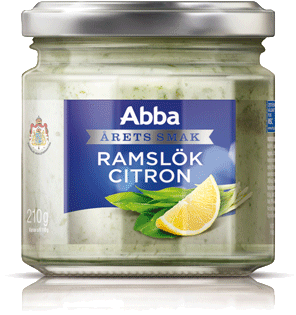 Abba
ÅRETS SMAK
RAMSLÖK
CITRON
210g